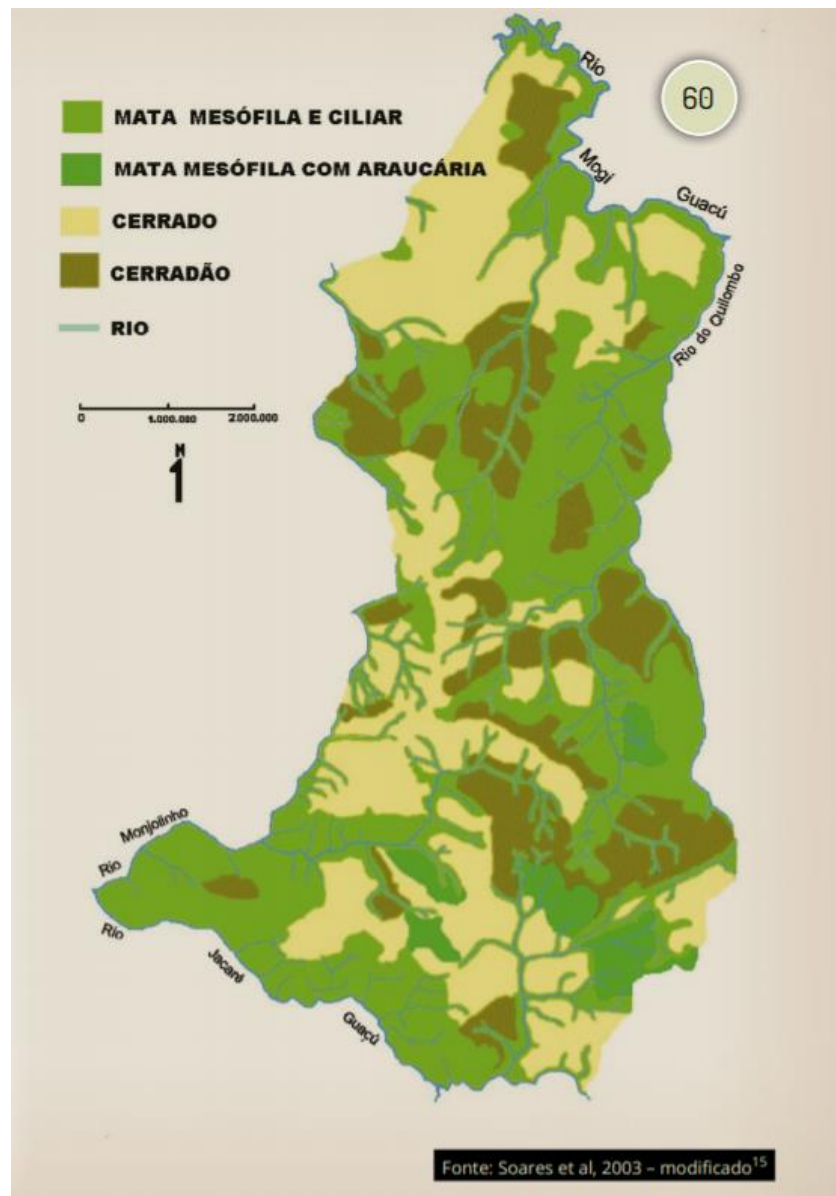 MATA MESÓFILA E CILIAR
MATA MESÓFILA COM ARAUCÁRIA
CERRADO
CERRADÃO
RIO
0 1.000.000 2.000.000
N
60
Rio
Mogi
Guacú
Rio do Quilombo
Rio
Monjolinho
Rio
Jacaré
Guaçú
Fonte: Soares et al, 2003 – modificado15